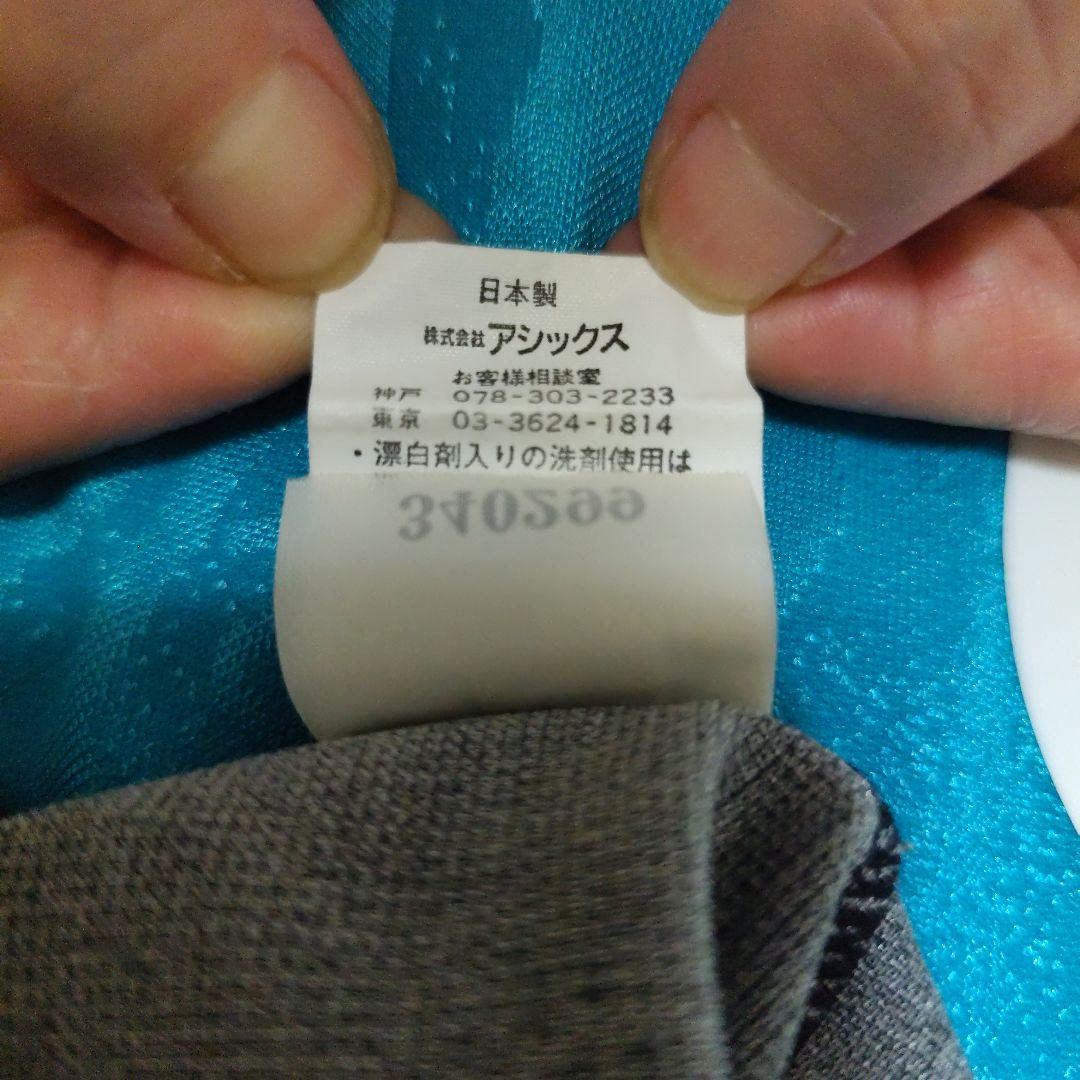 日本製
株式会社 アシックス
お客様相談室
神戸 078-303-2233
東京 03-3624-1814
・漂白剤入りの洗剤使用は
340299